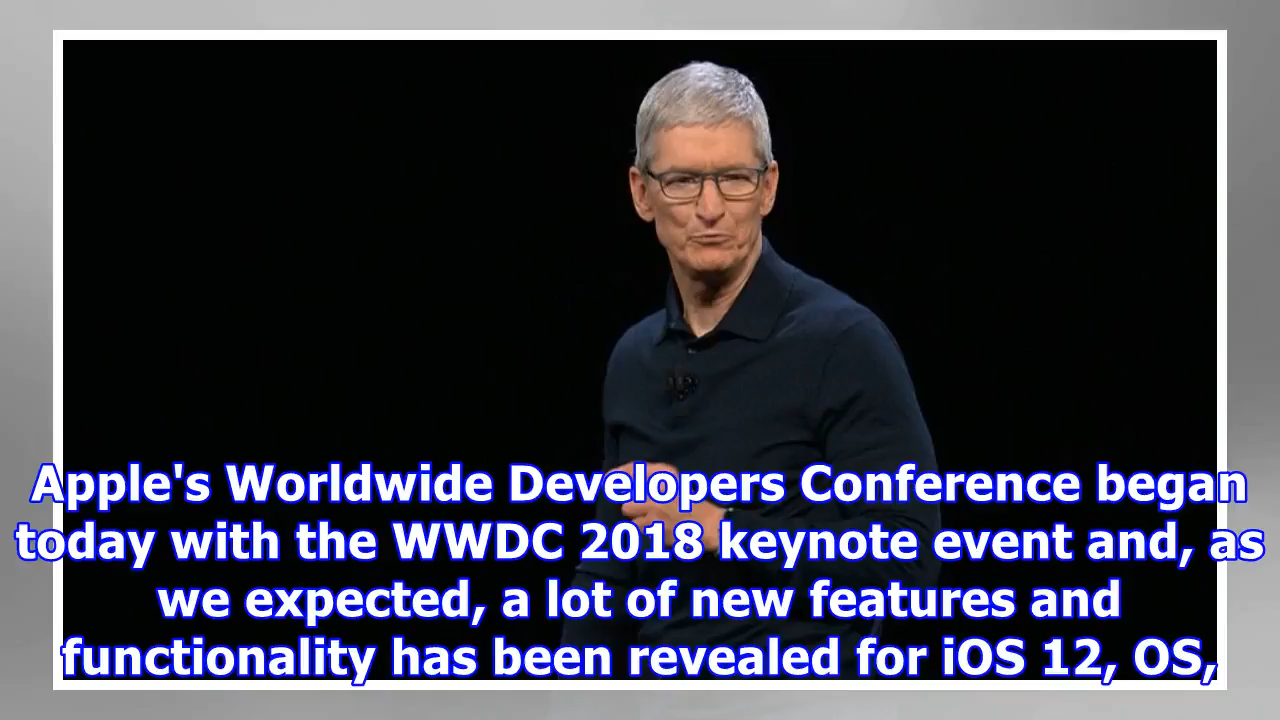 Apple's Worldwide Developers Conference began
today with the WWDC 2018 keynote event and, as
we expected, a lot of new features and
functionality has been revealed for iOS 12, OS,